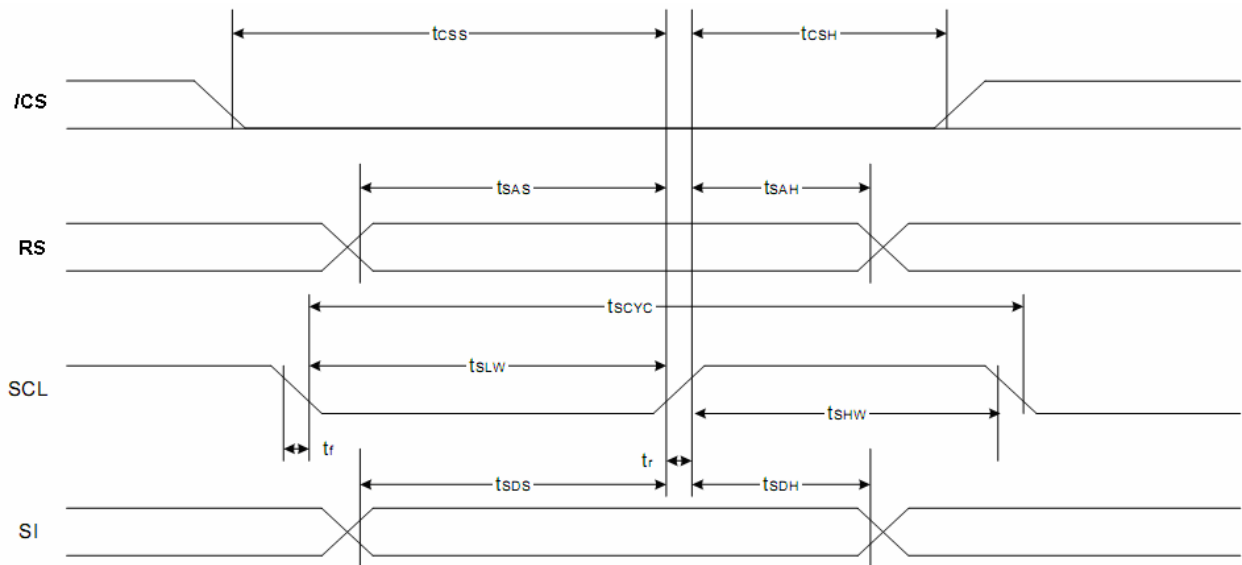 tCSS tCSH
/CS
tSAS tSAH
RS
tSCYC
tSLW
SCL
tSHW
tf tr
tSDS tSDH
SI